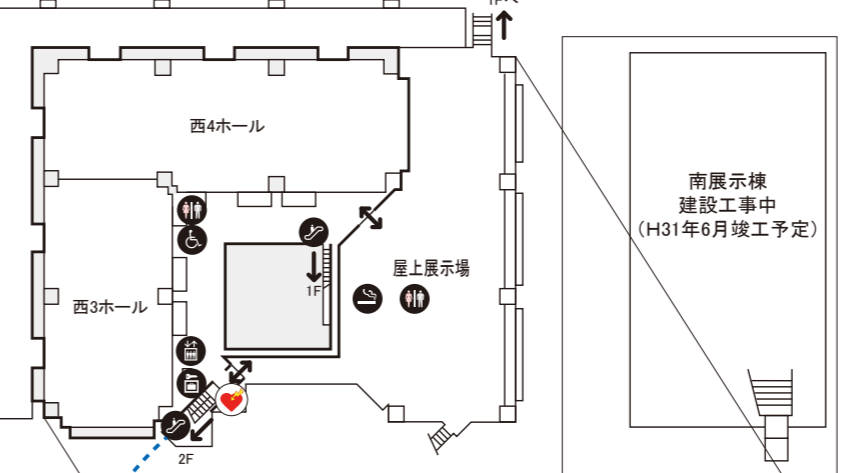 西4ホール
南展示棟
建設工事中
(H31年6月竣工予定)
屋上展示場
1F
西3ホール
2F